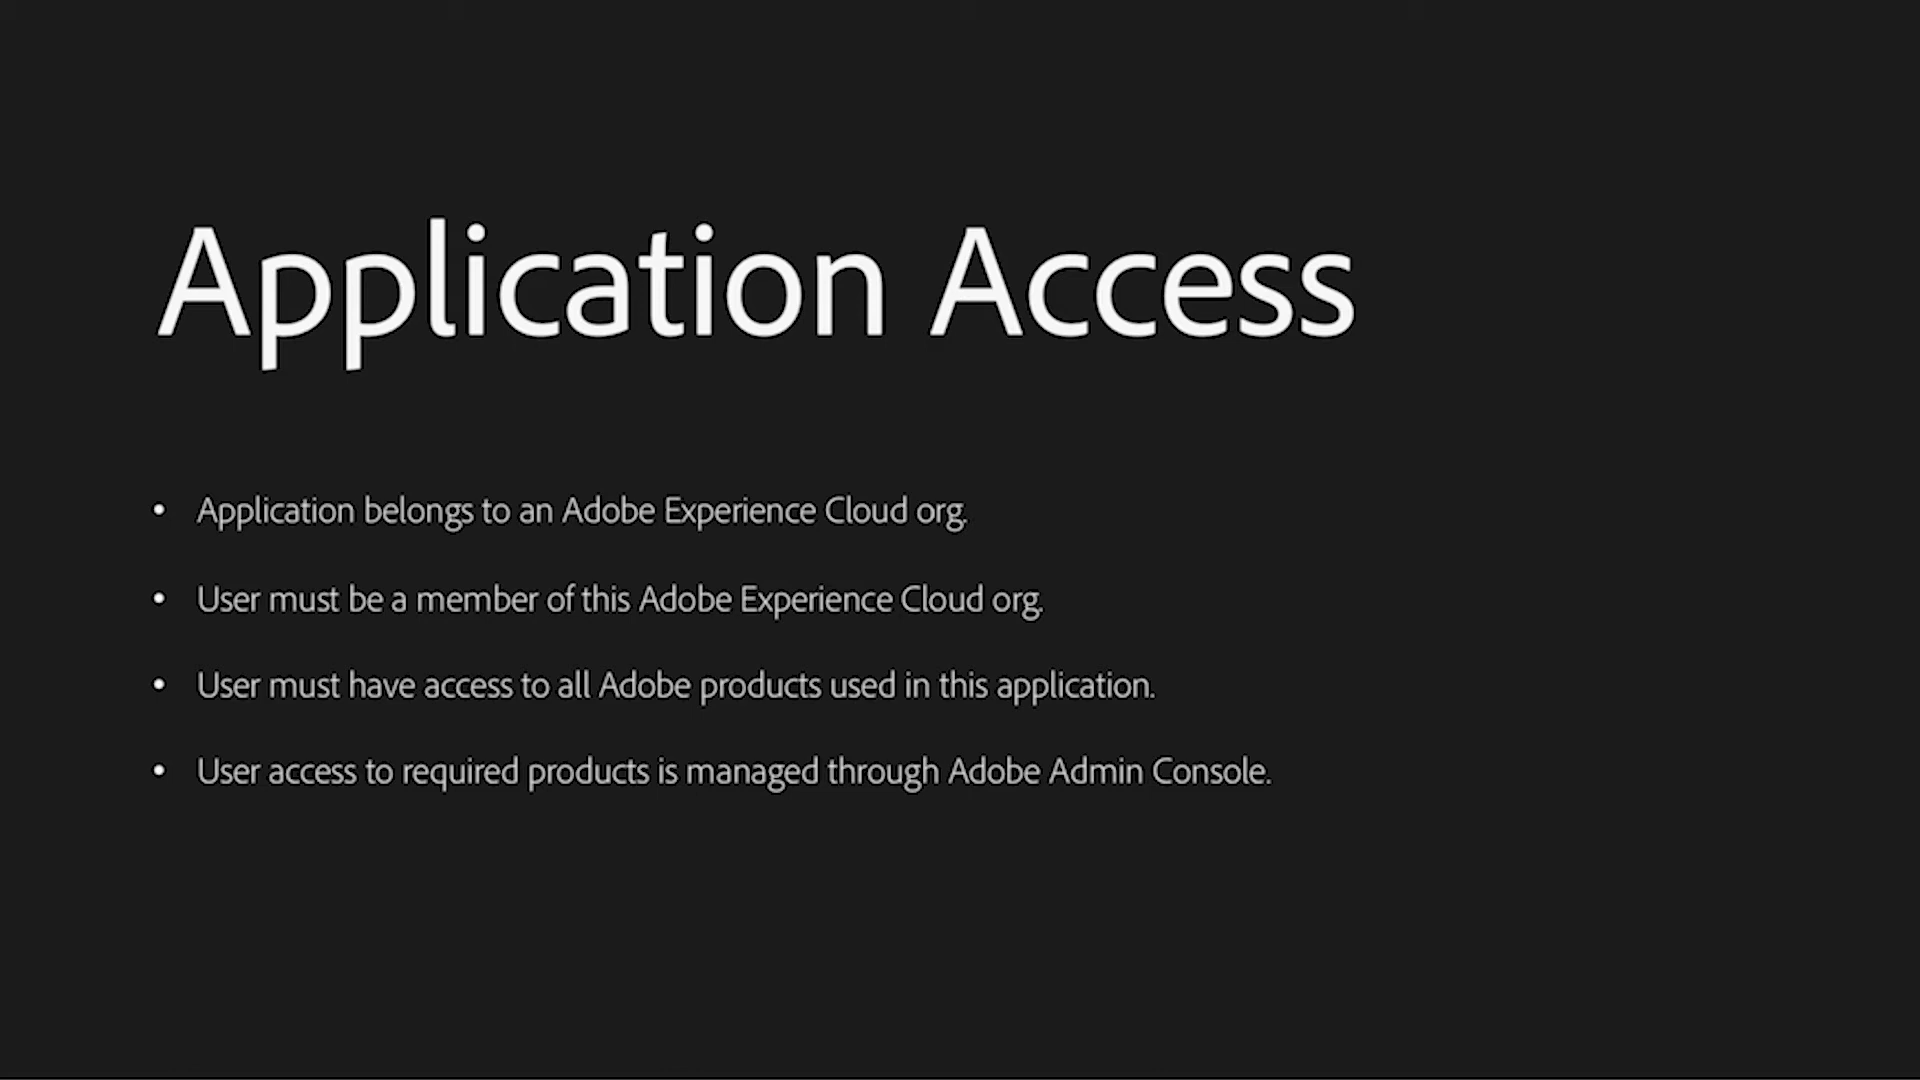 Application Access
• Application belongs to an Adobe Experience Cloud org.
• User must be a member of this Adobe Experience Cloud org.
• User must have access to all Adobe products used in this application.
• User access to required products is managed through Adobe Admin Console.